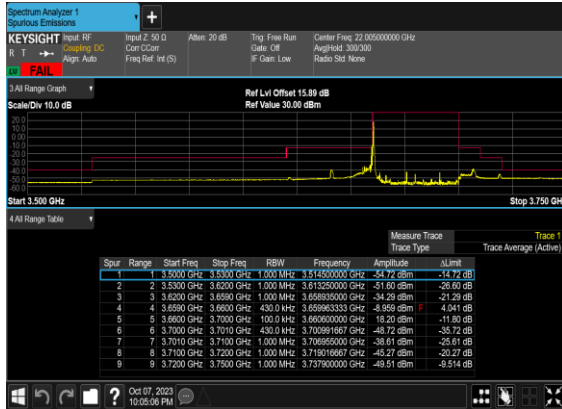 Spectrum Analyzer 1
Spurious Emissions
KEYSIGHT Input: RF Input Z: 50 Ω Atten: 20 dB Trig: Free Run Center Freq: 22.005000000 GHz
R T Coupling: DC Corr CCorr Gate: Off Avg|Hold: 300/300
Align: Auto Freq Ref: Int (S) IF Gain: Low Radio Std: None
LU FAIL
3 All Range Graph
Ref Lvl Offset 15.89 dB
Scale/Div 10.0 dB Ref Value 30.00 dBm
20.0
10.0
0.00
-10.0
-20.0
-30.0
-40.0
-50.0
-60.0
Start 3.500 GHz Stop 3.750 GH
4 All Range Table
Measure Trace Trace 1
Trace Type Trace Average (Active)
Spur Range Start Freq Stop Freq RBW Frequency Amplitude ΔLimit
1 1 3.5000 GHz 3.5300 GHz 1.000 MHz 3.514500000 GHz -54.72 dBm -14.72 dB
2 2 3.5300 GHz 3.6200 GHz 1.000 MHz 3.613250000 GHz -51.60 dBm -26.60 dB
3 3 3.6200 GHz 3.6590 GHz 1.000 MHz 3.658935000 GHz -34.29 dBm -21.29 dB
4 4 3.6590 GHz 3.6600 GHz 430.0 kHz 3.659963333 GHz -8.959 dBm F 4.041 dB
5 5 3.6600 GHz 3.7000 GHz 100.0 kHz 3.660600000 GHz 18.20 dBm -11.80 dB
6 6 3.7000 GHz 3.7010 GHz 430.0 kHz 3.700991667 GHz -48.72 dBm -35.72 dB
7 7 3.7010 GHz 3.7100 GHz 1.000 MHz 3.706955000 GHz -38.61 dBm -25.61 dB
8 8 3.7100 GHz 3.7200 GHz 1.000 MHz 3.719016667 GHz -45.27 dBm -20.27 dB
9 9 3.7200 GHz 3.7500 GHz 1.000 MHz 3.737900000 GHz -49.51 dBm -9.514 dB
? Oct 07, 2023
10:05:06 PM